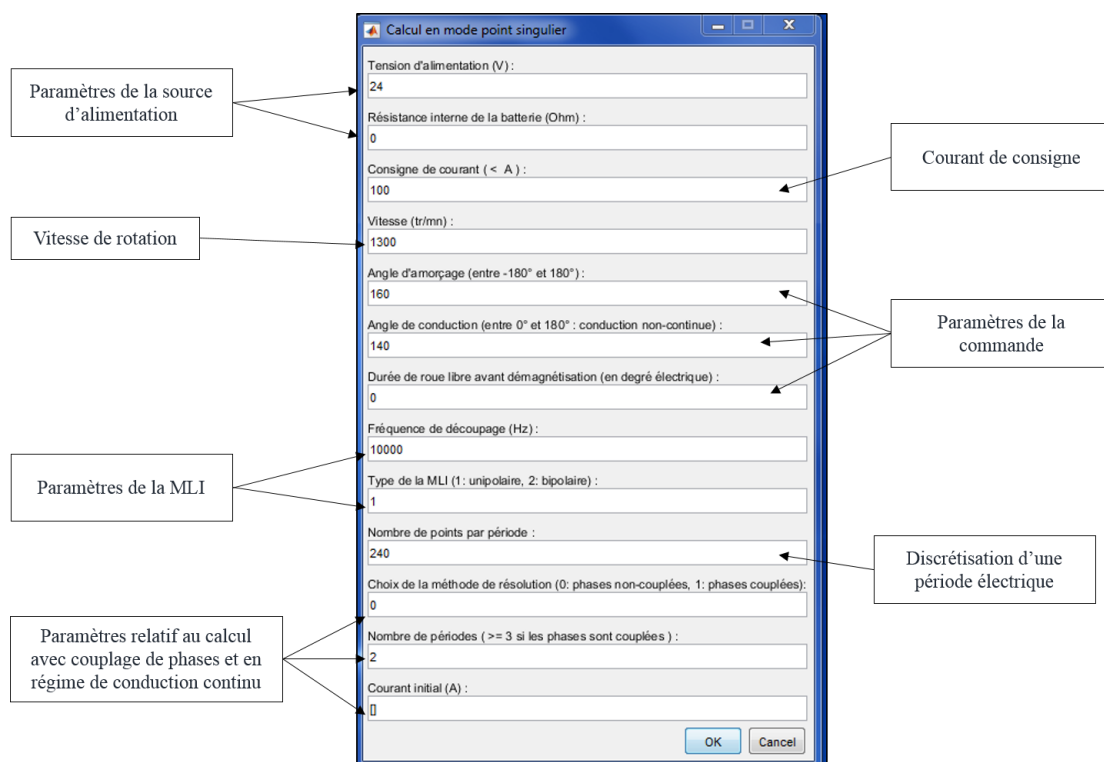 Calcul en mode point singulier
Tension d'alimentation (V) :
24
Résistance interne de la batterie (Ohm) :
0
Consigne de courant ( < A ) :
100
Vitesse (tr/mn) :
1300
Angle d'amorçage (entre -180° et 180°) :
160
Angle de conduction (entre 0° et 180° : conduction non-continue) :
140
Durée de roue libre avant démagnétisation (en degré électrique) :
0
Fréquence de découpage (Hz) :
10000
Type de la MLI (1: unipolaire, 2: bipolaire) :
1
Nombre de points par période :
240
Choix de la méthode de résolution (0: phases non-couplées, 1: phases couplées):
0
Nombre de périodes ( >= 3 si les phases sont couplées ) :
2
Courant initial (A) :
[]
OK
Cancel
Paramètres de la source
d'alimentation
Vitesse de rotation
Paramètres de la MLI
Paramètres relatif au calcul
avec couplage de phases et en
régime de conduction continu
Courant de consigne
Paramètres de la
commande
Discrétisation d'une
période électrique